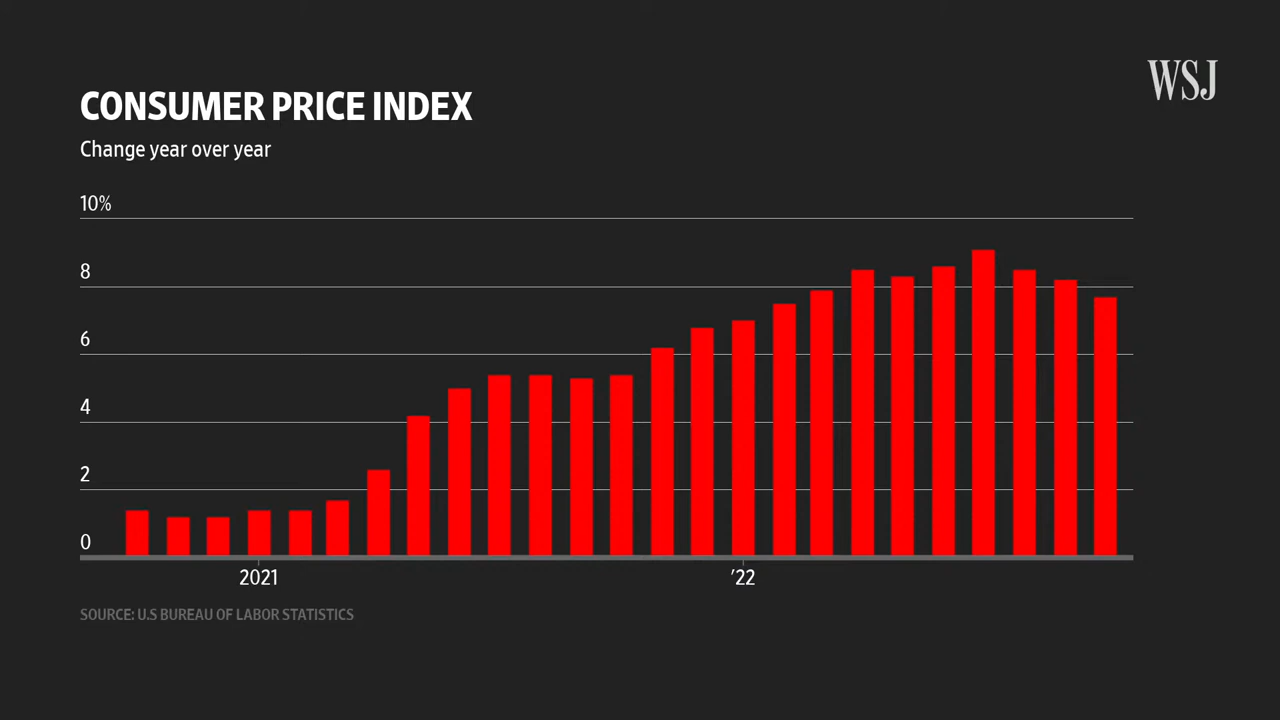 WSJ
CONSUMER PRICE INDEX
Change year over year
10%
8
6
4
2
0
2021
’22
SOURCE: U.S BUREAU OF LABOR STATISTICS